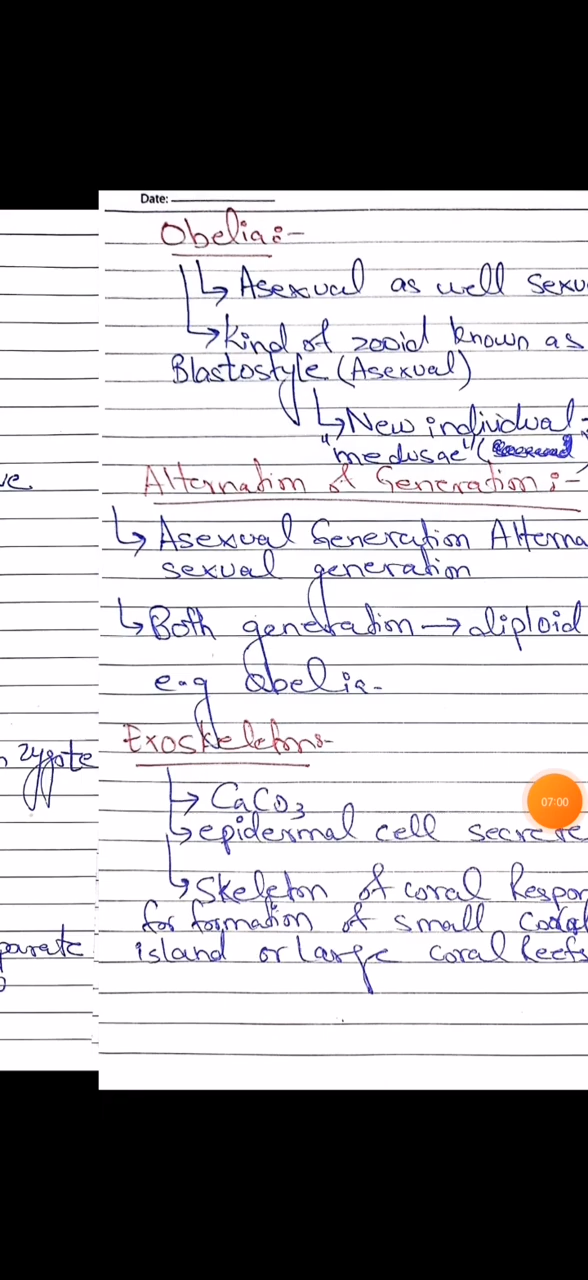 Date:
Obelia:-
↳ Asexual as well sexu
↳ Kind of zooid known as
Blastostyle (Asexual)
↳ New individual -
"medusae" (
ve
Alternation of Generation :-
↳ Asexual Generation Alterna
sexual generation
↳ Both generation → diploid
e.g Obelia-
Exoskeleton:-
zygote
→ CaCO3
07:00
↳ epidermal cell secrete
↳ Skeleton of coral Respon
for formation of small
parate
island or large coral Reefs